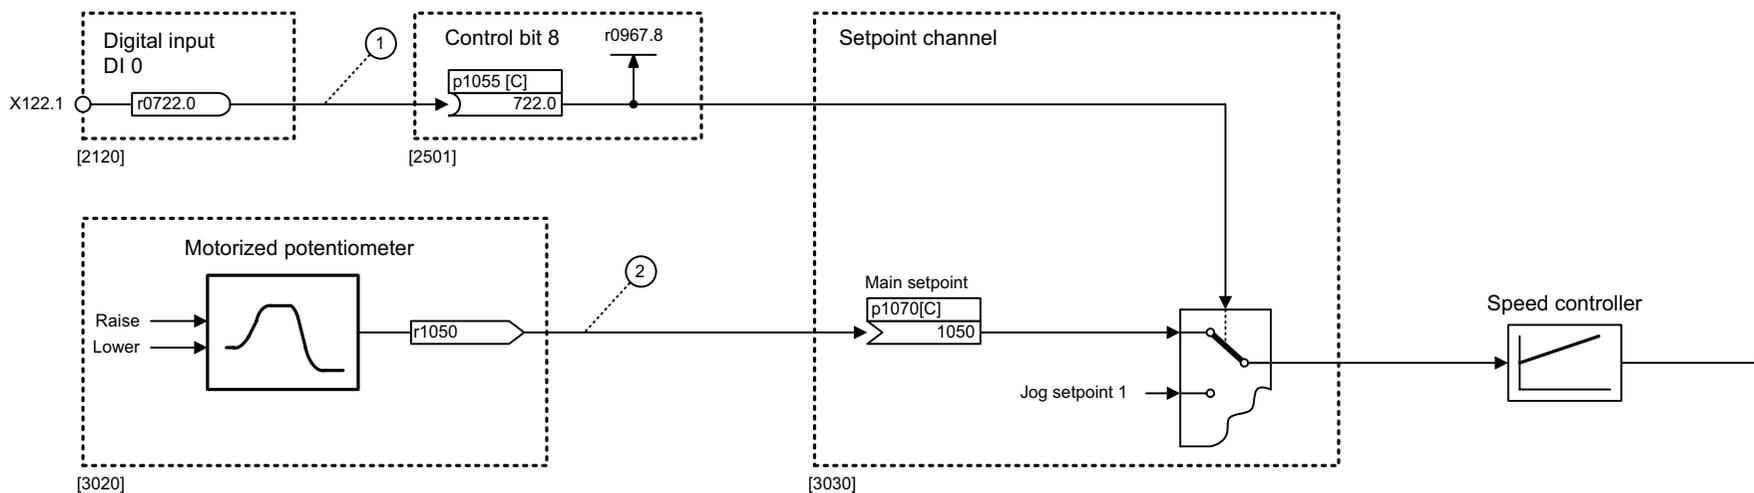 Digital input
DI 0
1
Control bit 8
r0967.8
Setpoint channel
p1055 [C]
X122.1
r0722.0
722.0
[2120]
[2501]
Motorized potentiometer
2
Main setpoint
p1070[C]
Speed controller
Raise
r1050
1050
Lower
Jog setpoint 1
[3020]
[3030]